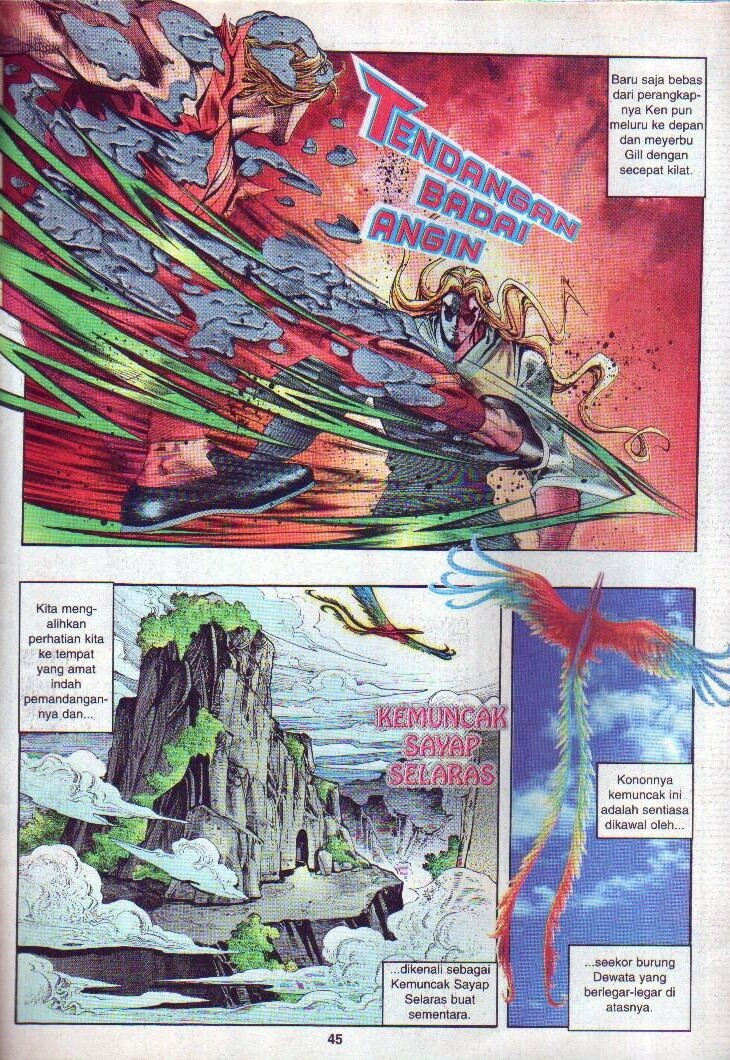 Baru saja bebas
dari perangkap-
nya Ken pun
meluru ke depan
dan meyerbu
Gill dengan
secepat kilat.
TENDANGAN
BADAI
ANGIN
Kita meng-
alihkan
perhatian kita
ke tempat
yang amat
indah
pemandangan-
nya dan...
KEMUNCAK
SAYAP
SELARAS
...dikenali sebagai
Kemuncak Sayap
Selaras buat
sementara.
Kononnya
kemuncak ini
adalah sentiasa
dikawal oleh...
...seekor burung
Dewata yang
berlegar-legar di
atasnya.
45